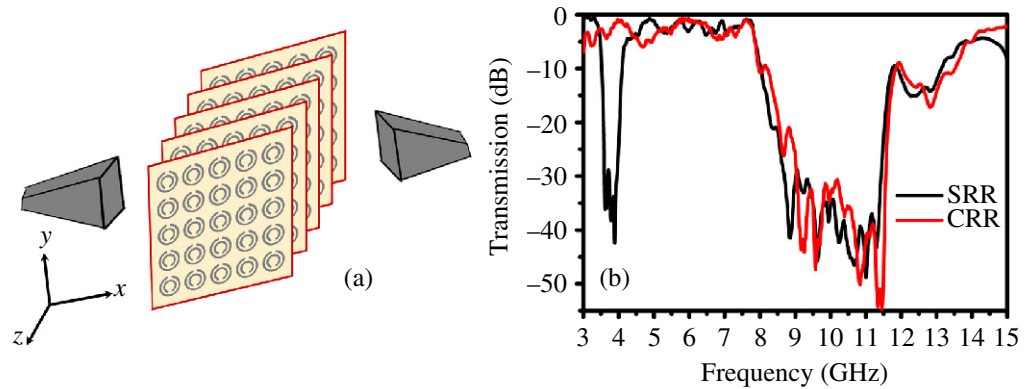 y
x
z
(a)
Transmission (dB)
0
−10
−20
−30
−40
−50
SRR
CRR
(b)
3 4 5 6 7 8 9 10 11 12 13 14 15
Frequency (GHz)